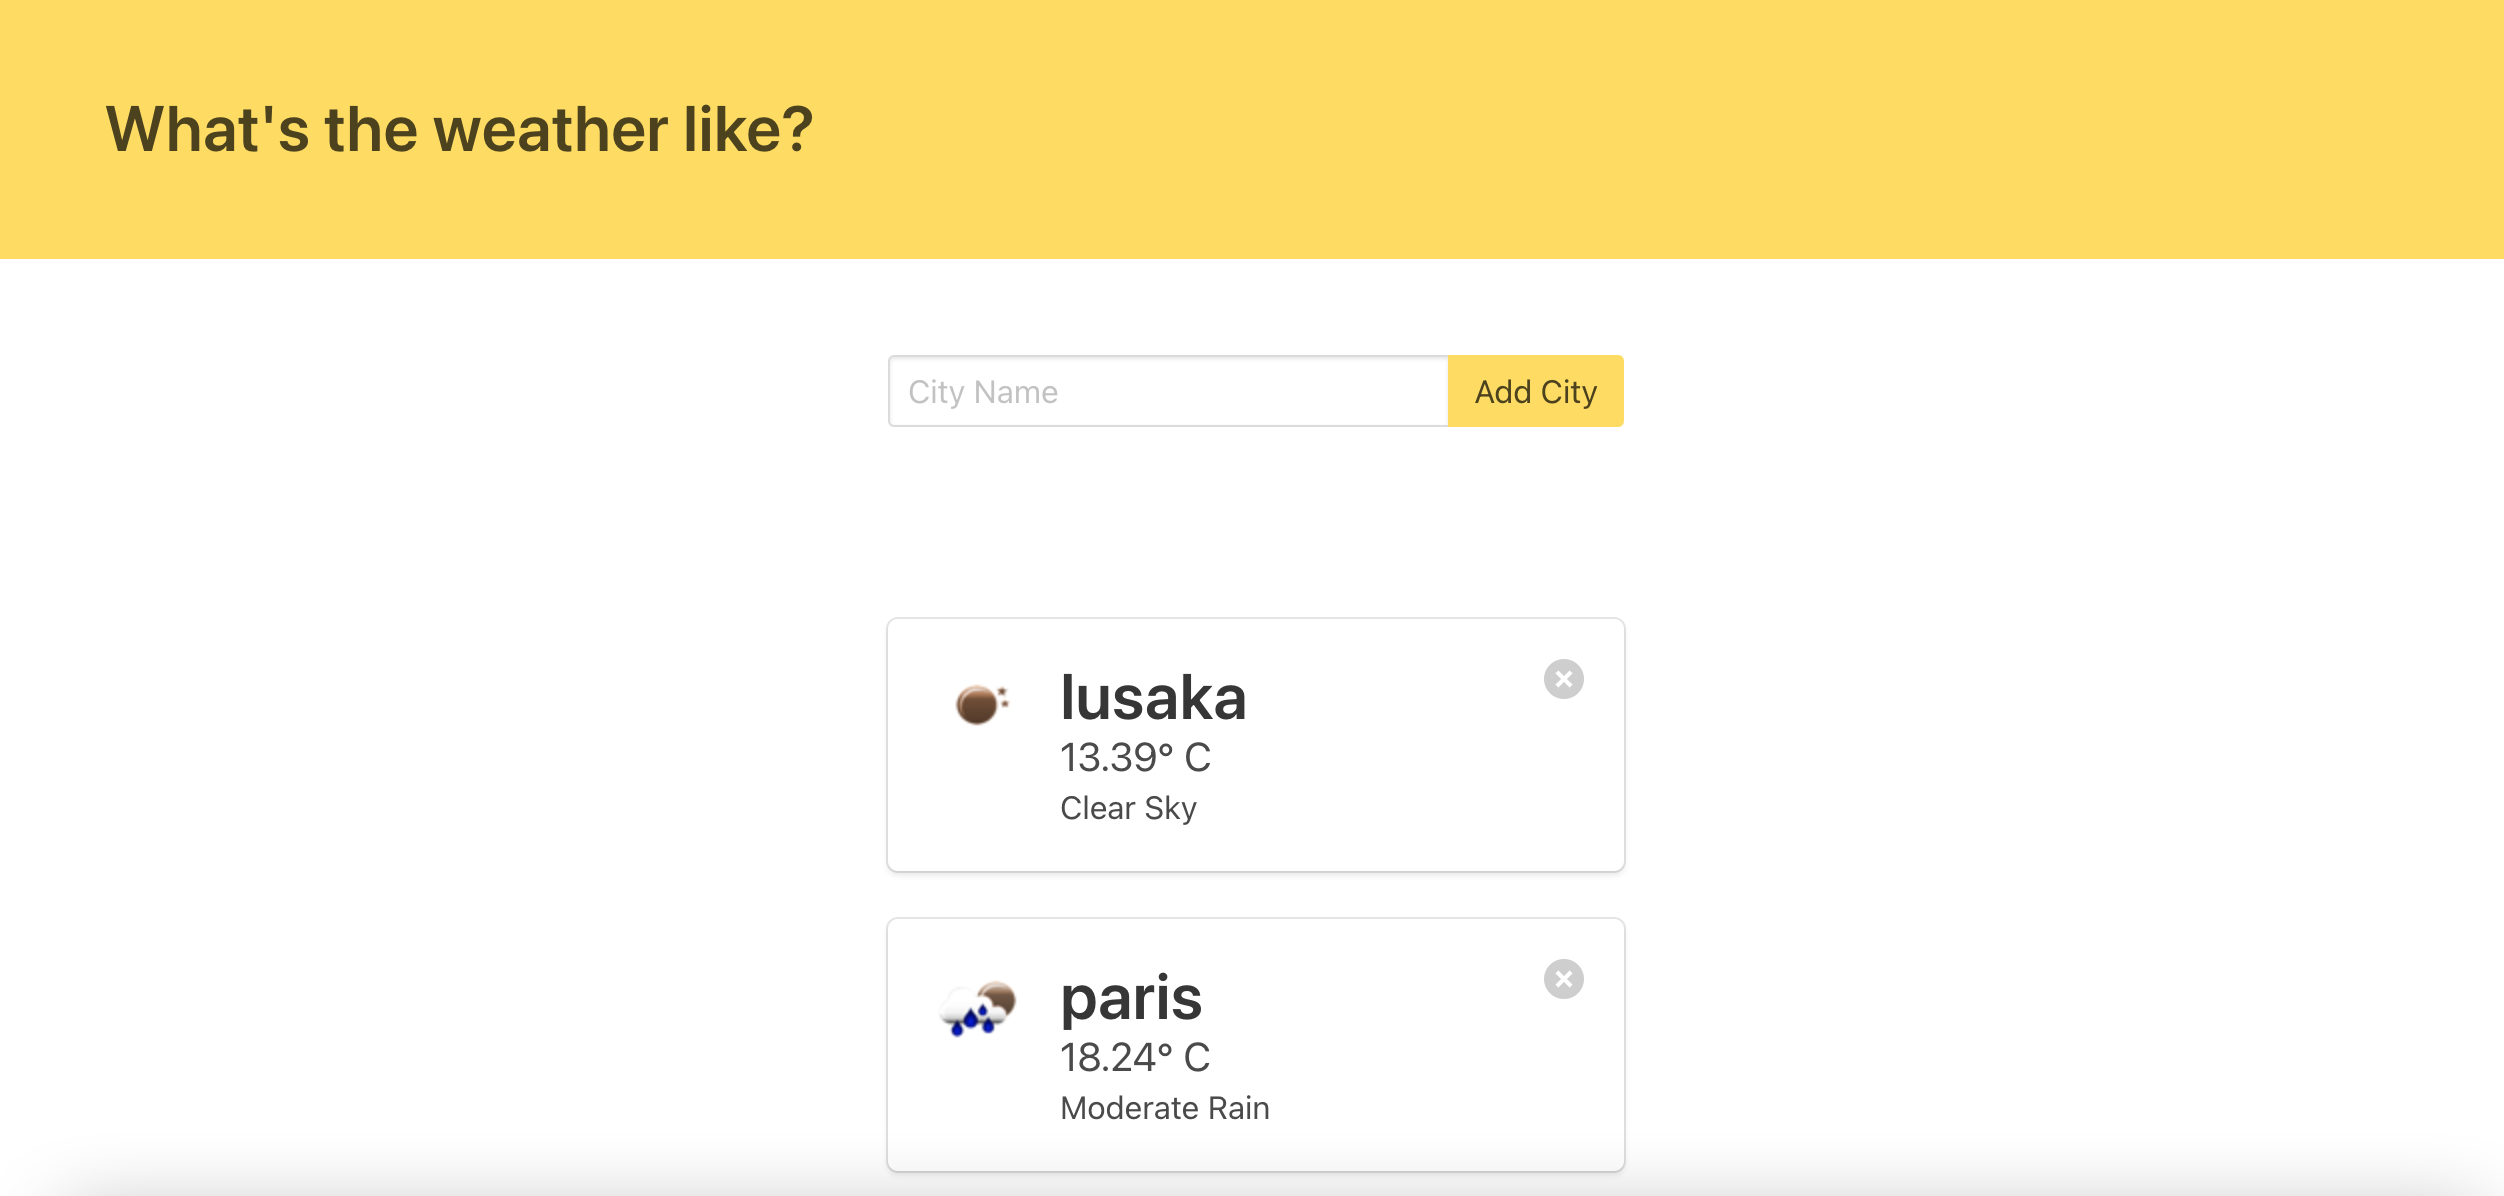 What's the weather like?
City Name
Add City
lusaka
13.39° C
Clear Sky
paris
18.24° C
Moderate Rain